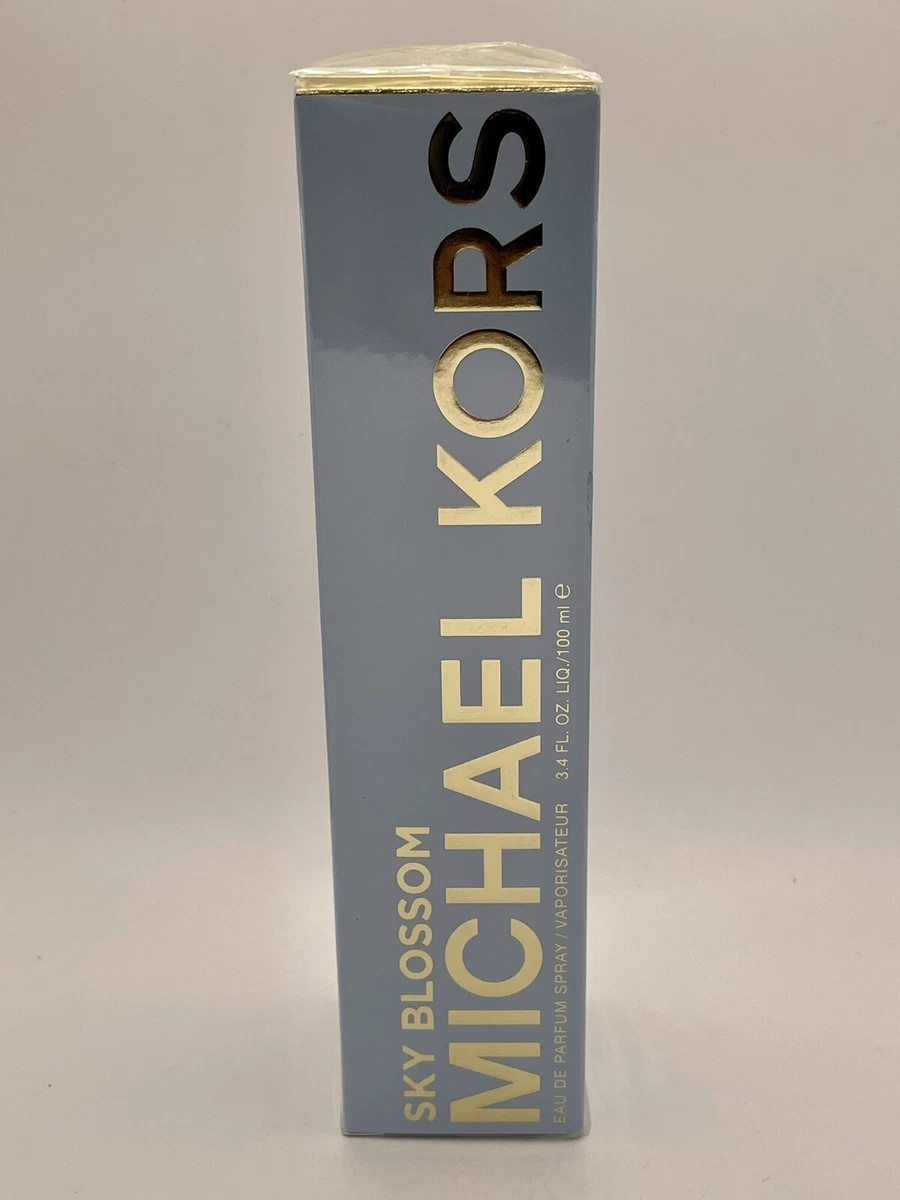 SKY BLOSSOM
MICHAEL KORS
EAU DE PARFUM SPRAY / VAPORISATEUR 3.4 FL. OZ. LIQ./100 ml ℮